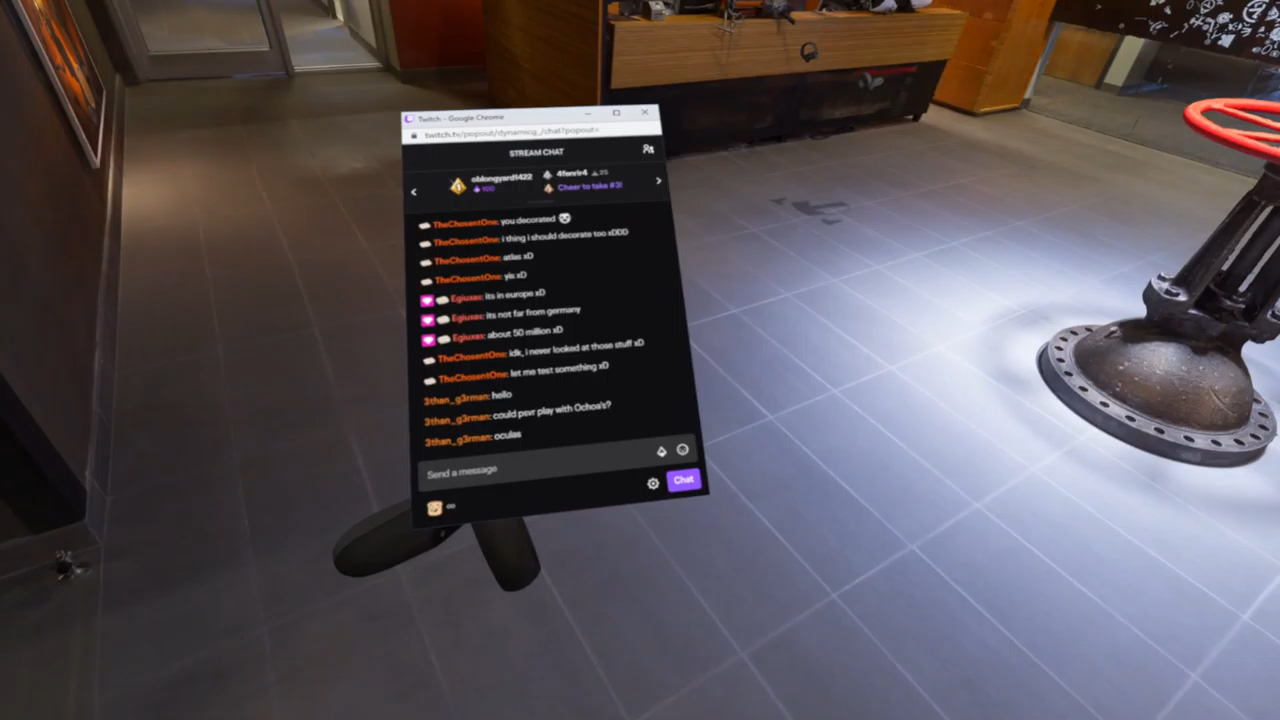 Twitch - Google Chrome
twitch.tv/popout/dynamicg_/chat?popout=
STREAM CHAT
oblongyard1422
100
4fenrir4 25
Cheer to take #3!
TheChosentOne: you decorated
TheChosentOne: i thing i should decorate too xDDD
TheChosentOne: atlas xD
TheChosentOne: yis xD
Egiuxas: its in europe xD
Egiuxas: its not far from germany
Egiuxas: about 50 million xD
TheChosentOne: idk, i never looked at those stuff xD
TheChosentOne: let me test something xD
3than_g3rman: hello
3than_g3rman: could psvr play with Ochoa's?
3than_g3rman: oculas
Send a message
Chat